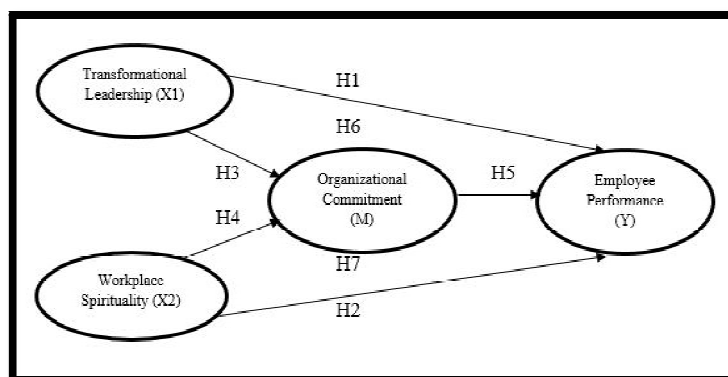 Transformational
Leadership (X1)
H1
H6
H3
Organizational
Commitment
(M)
H5
Employee
Performance
(Y)
H4
H7
Workplace
Spirituality (X2)
H2